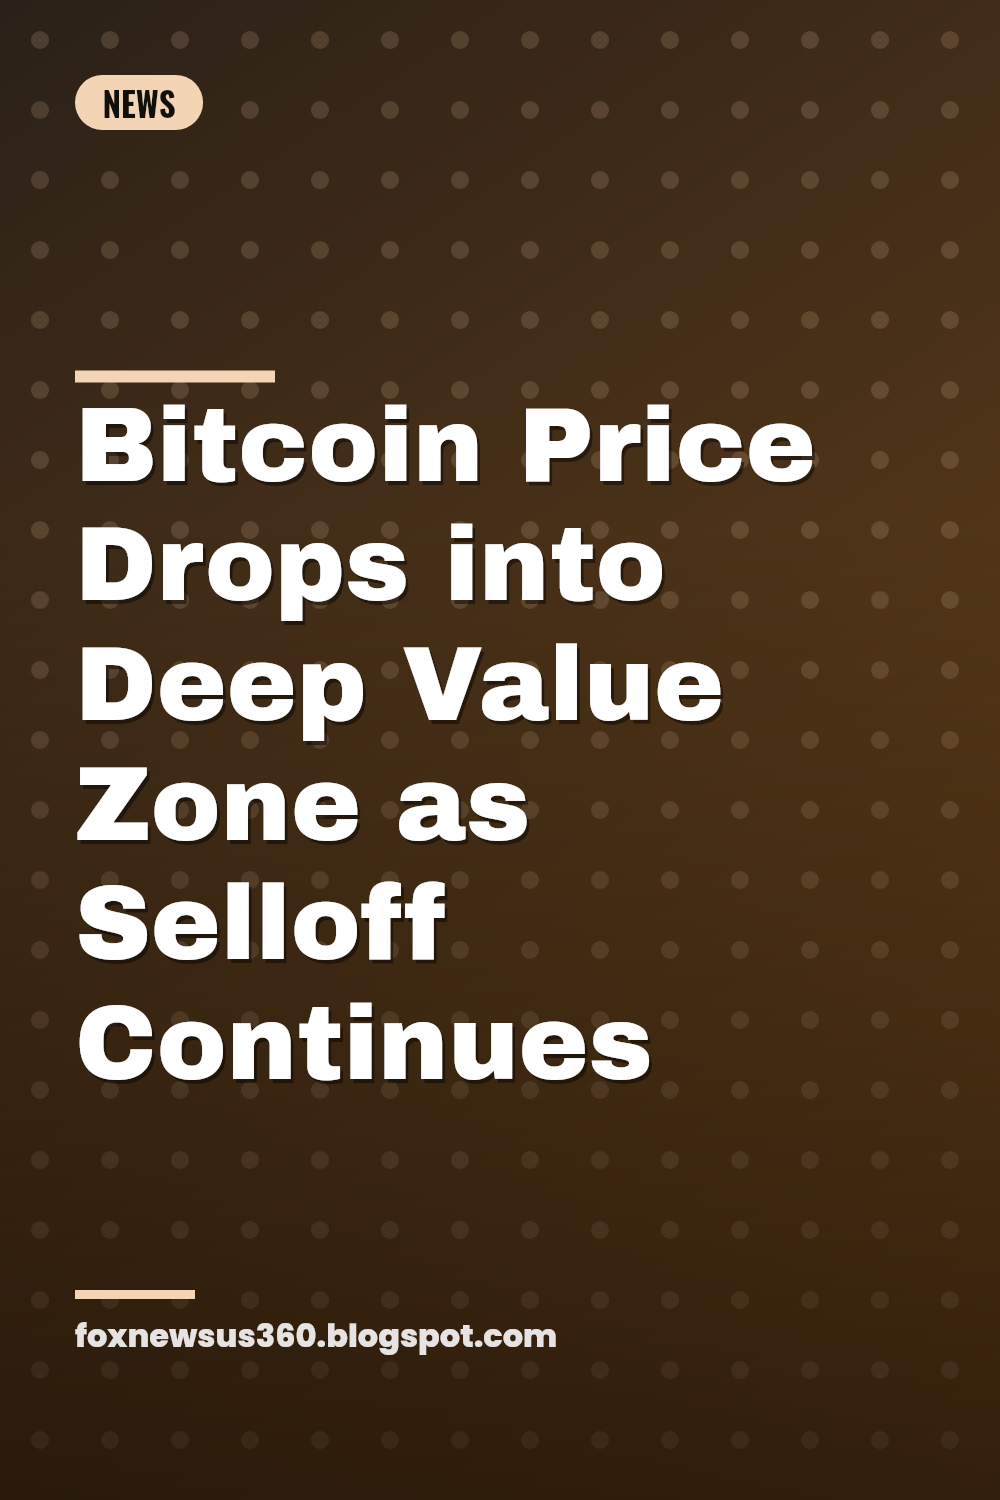 NEWS
Bitcoin Price
Drops into
Deep Value
Zone as
Selloff
Continues
foxnewsus360.blogspot.com